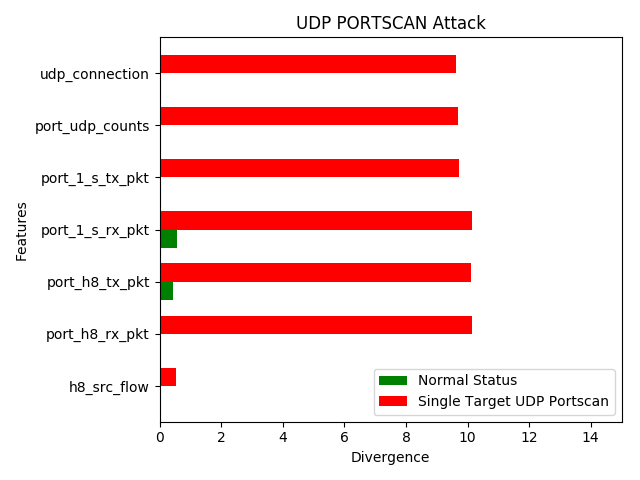 UDP PORTSCAN Attack
udp_connection
port_udp_counts
port_1_s_tx_pkt
port_1_s_rx_pkt
port_h8_tx_pkt
port_h8_rx_pkt
h8_src_flow
Features
Normal Status
Single Target UDP Portscan
0 2 4 6 8 10 12 14
Divergence